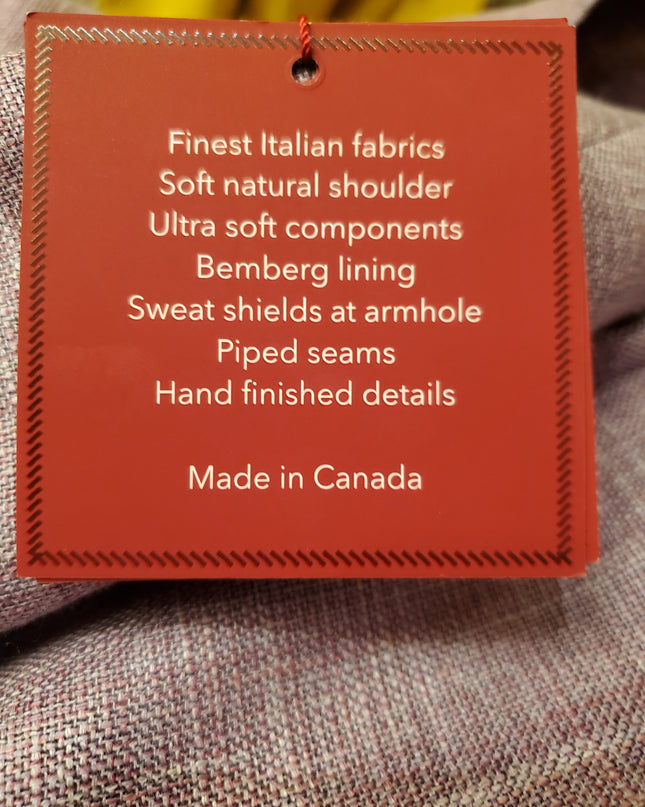 Finest Italian fabrics
Soft natural shoulder
Ultra soft components
Bemberg lining
Sweat shields at armhole
Piped seams
Hand finished details
Made in Canada